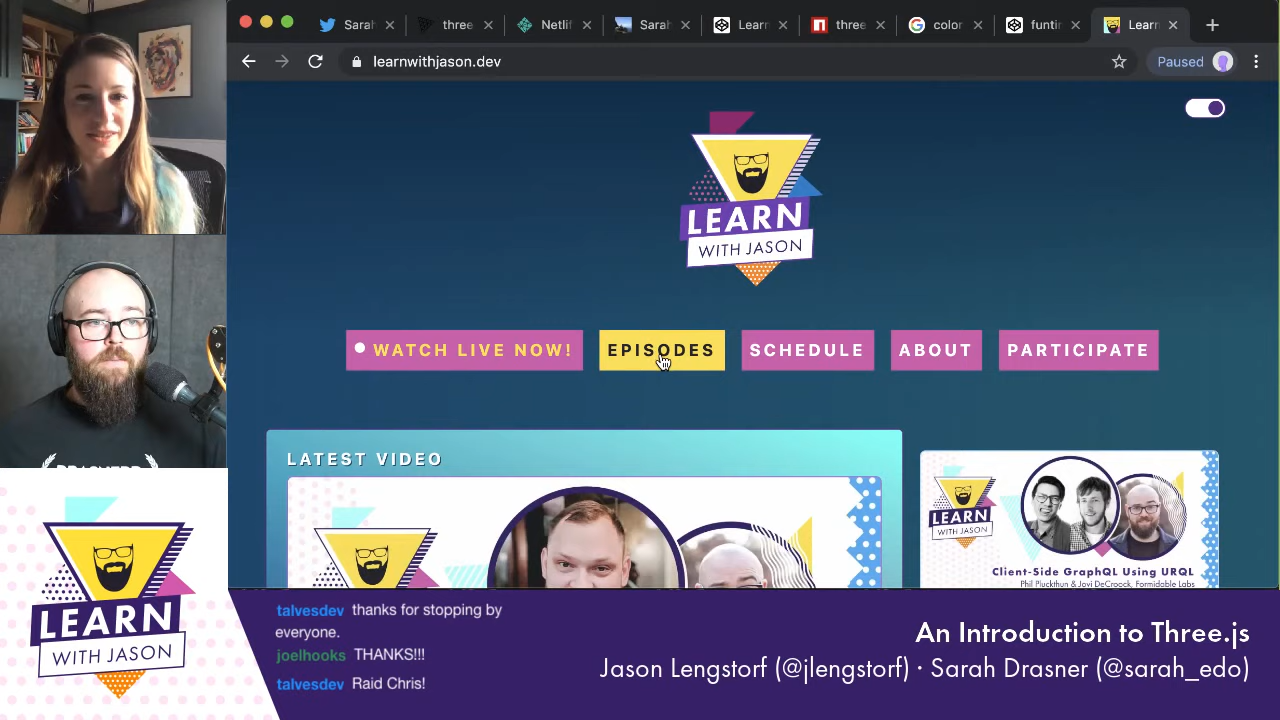 Sarah
three
Netlif
Sarah
Learn
three
color
funtin
Learn
learnwithjason.dev
Paused
LEARN
WITH JASON
WATCH LIVE NOW!
EPISODES
SCHEDULE
ABOUT
PARTICIPATE
LATEST VIDEO
LEARN
WITH JASON
Client-Side GraphQL Using URQL
Phil Pluckthun & Jovi DeCroock, Formidable Labs
LEARN
WITH JASON
talvesdev thanks for stopping by
everyone.
joelhooks THANKS!!!
talvesdev Raid Chris!
An Introduction to Three.js
Jason Lengstorf (@jlengstorf) · Sarah Drasner (@sarah_edo)